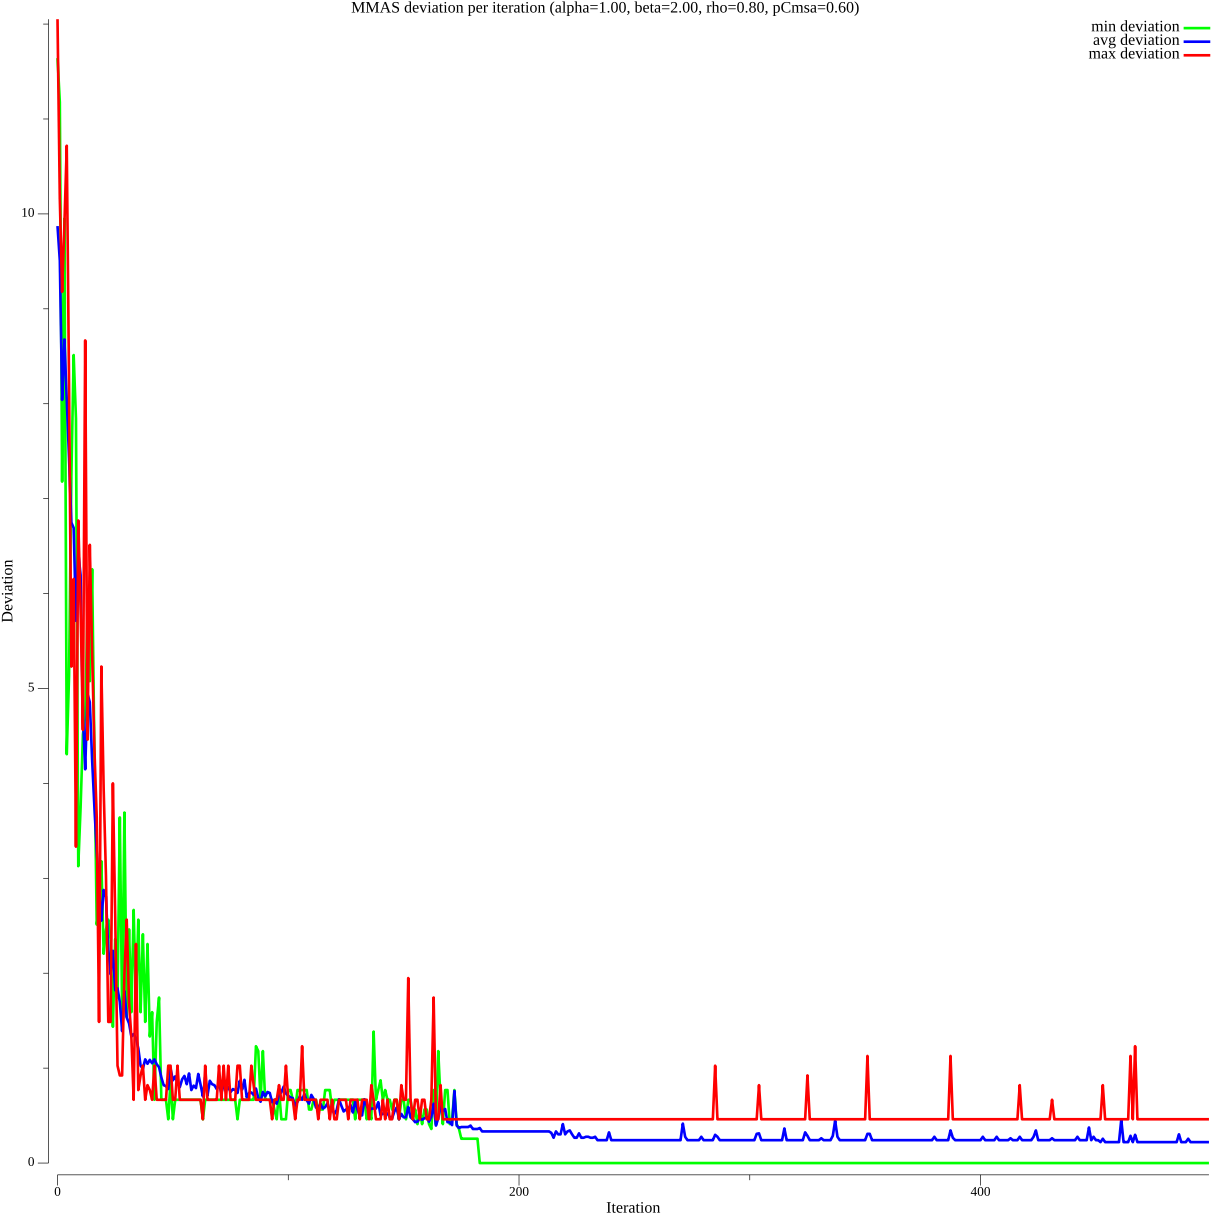 MMAS deviation per iteration (alpha=1.00, beta=2.00, rho=0.80, pCmsa=0.60)
min deviation
avg deviation
max deviation
10
5
0
Deviation
0
200
400
Iteration